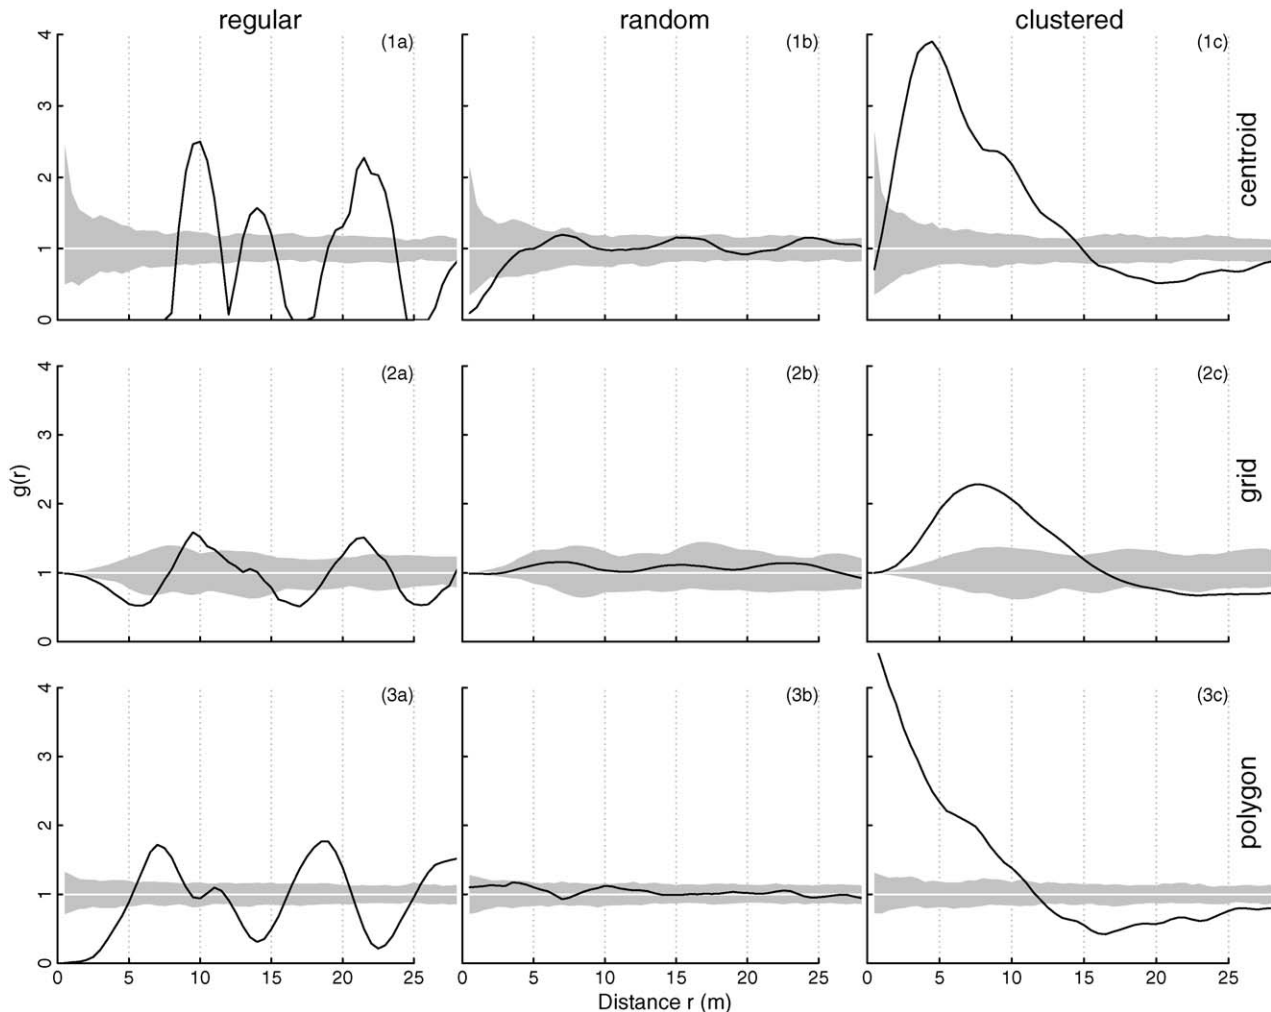 regular random clustered
(1a) (1b) (1c)
4
3
2
1
0
centroid
(2a) (2b) (2c)
4
3
2
1
0
g(r)
grid
(3a) (3b) (3c)
4
3
2
1
0
polygon
0 5 10 15 20 25 0 5 10 15 20 25 0 5 10 15 20 25
Distance r (m)